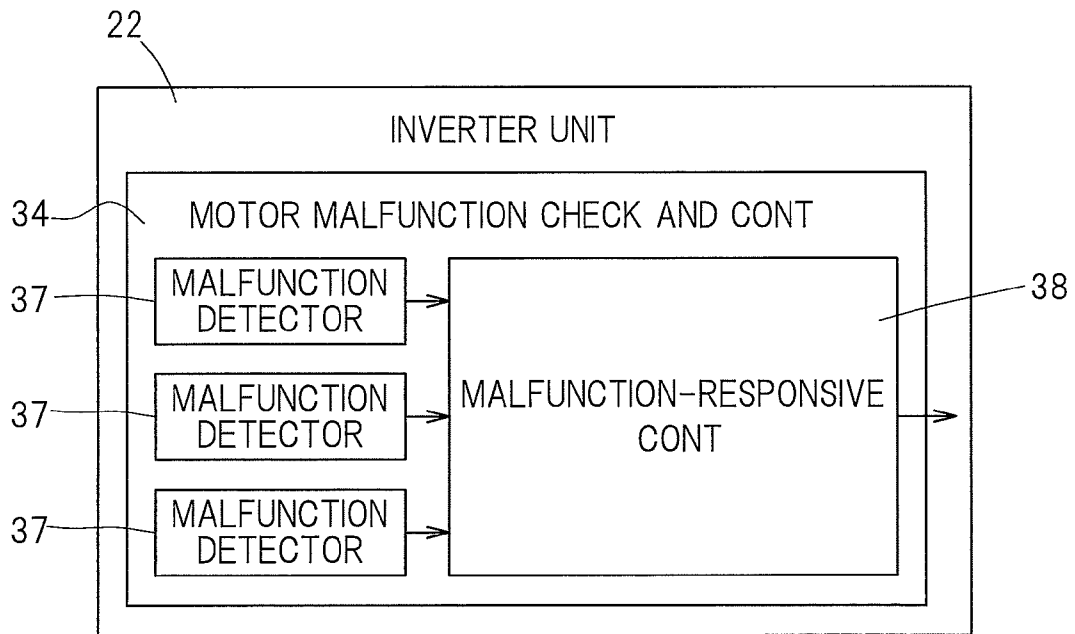 22
INVERTER UNIT
34
MOTOR MALFUNCTION CHECK AND CONT
37
MALFUNCTION
DETECTOR
38
37
MALFUNCTION
DETECTOR
MALFUNCTION-RESPONSIVE
CONT
37
MALFUNCTION
DETECTOR